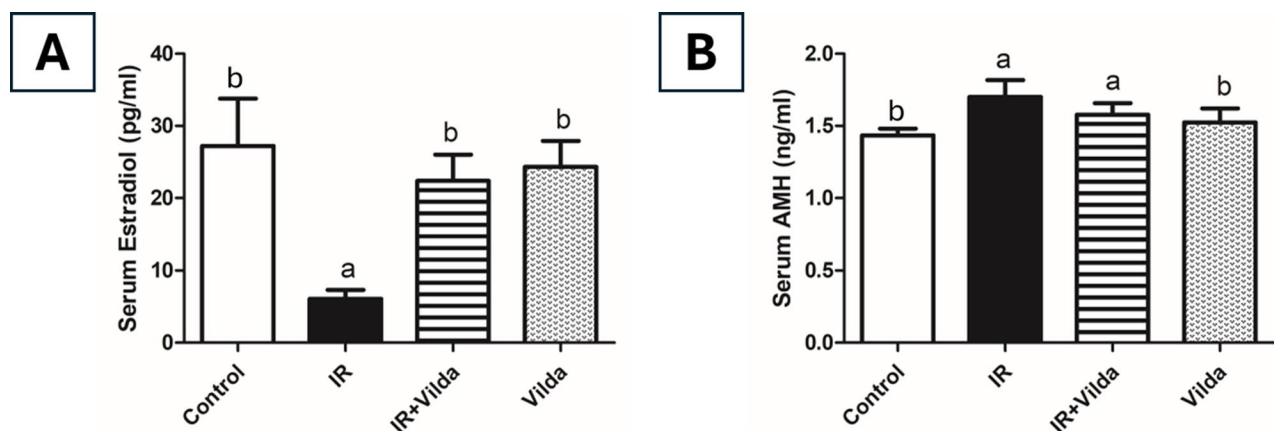 A
Serum Estradiol (pg/ml)
40
30
20
10
0
b
a
b
b
Control
IR
IR+Vilda
Vilda
B
Serum AMH (ng/ml)
2.0
1.5
1.0
0.5
0.0
b
a
a
b
Control
IR
IR+Vilda
Vilda